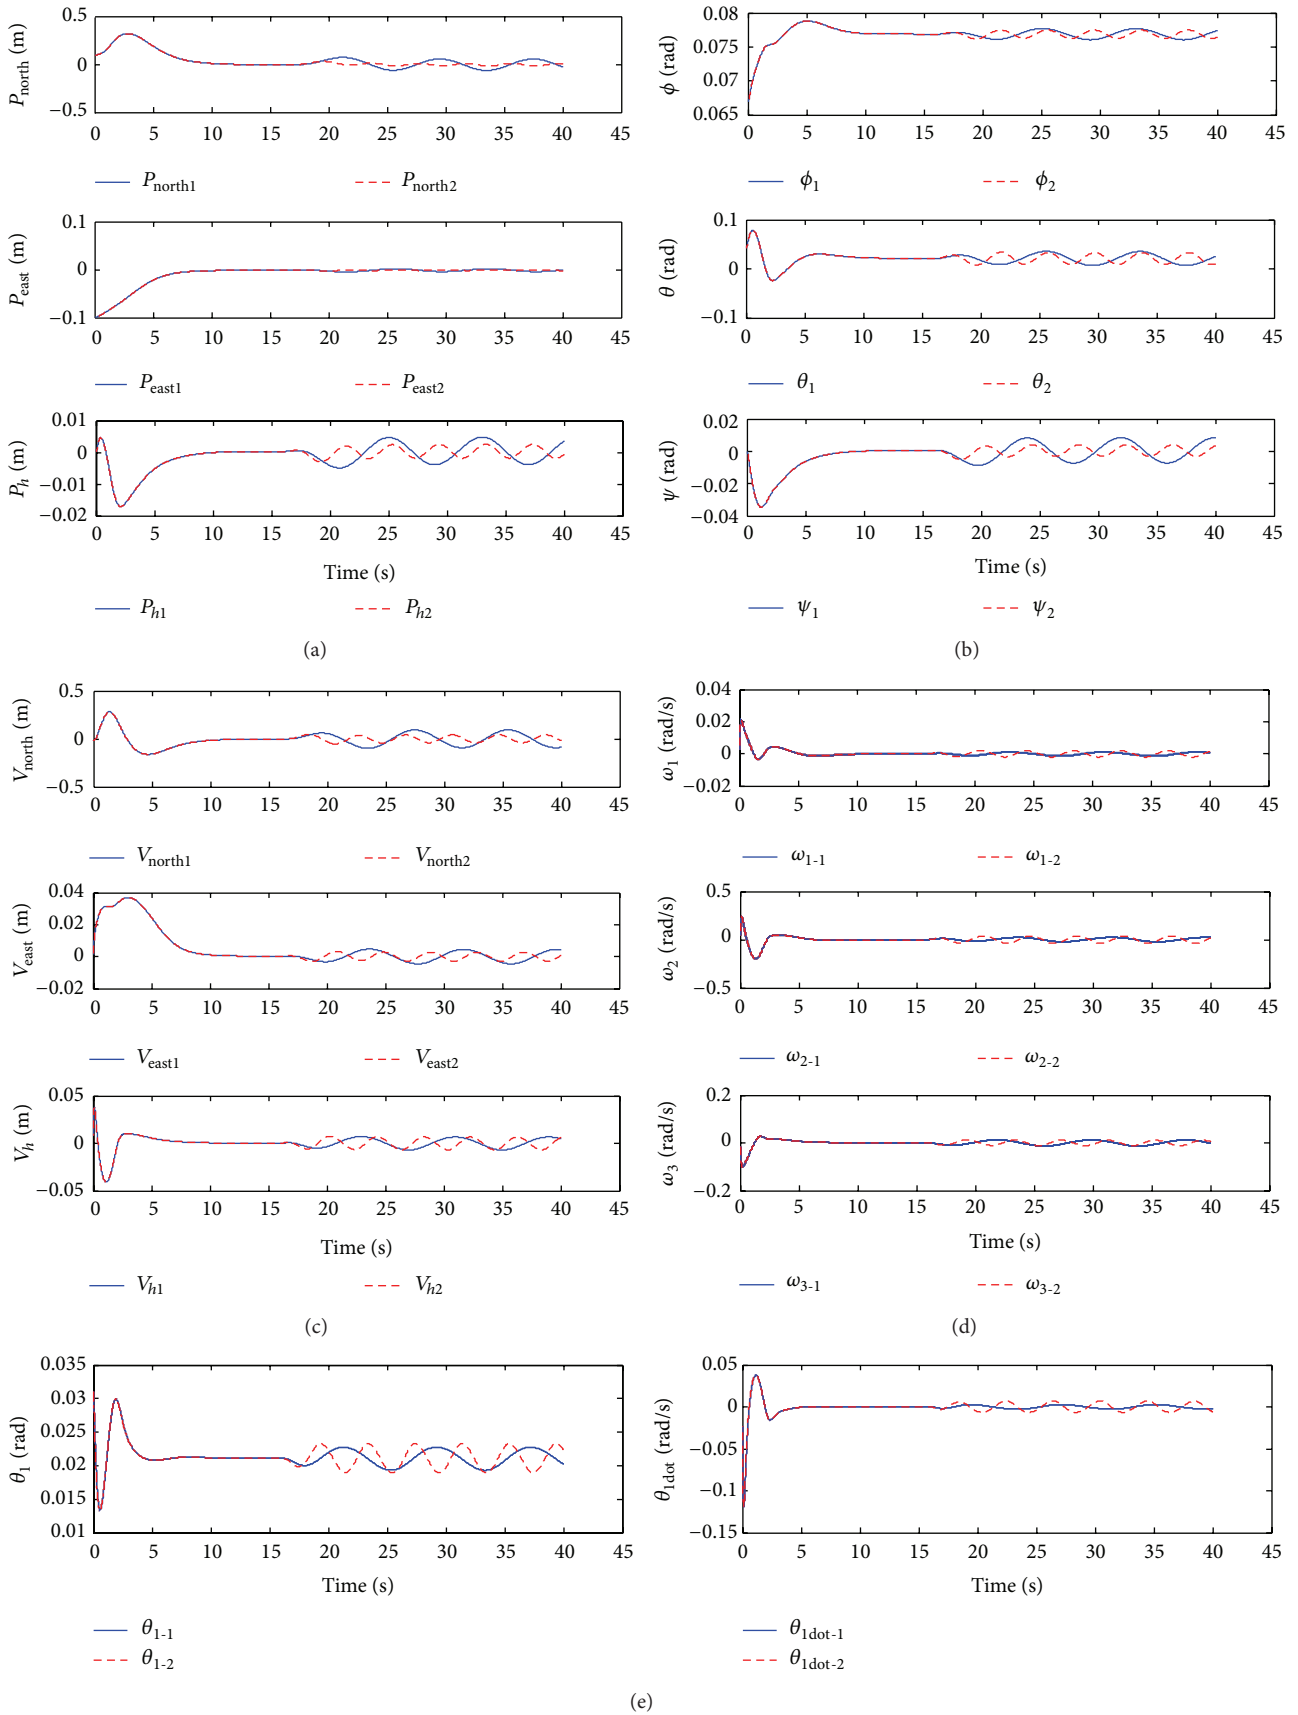 P_north (m)
0.5
0
−0.5
0 5 10 15 20 25 30 35 40 45
P_north1 P_north2
P_east (m)
0.1
0
−0.1
0 5 10 15 20 25 30 35 40 45
P_east1 P_east2
P_h (m)
0.01
0
−0.01
−0.02
0 5 10 15 20 25 30 35 40 45
Time (s)
P_h1 P_h2
(a)
ϕ (rad)
0.08
0.075
0.07
0.065
0 5 10 15 20 25 30 35 40 45
ϕ_1 ϕ_2
θ (rad)
0.1
0
−0.1
0 5 10 15 20 25 30 35 40 45
θ_1 θ_2
ψ (rad)
0.02
0
−0.02
−0.04
0 5 10 15 20 25 30 35 40 45
Time (s)
ψ_1 ψ_2
(b)
V_north (m)
0.5
0
−0.5
0 5 10 15 20 25 30 35 40 45
V_north1 V_north2
V_east (m)
0.04
0.02
0
−0.02
0 5 10 15 20 25 30 35 40 45
V_east1 V_east2
V_h (m)
0.05
0
−0.05
0 5 10 15 20 25 30 35 40 45
Time (s)
V_h1 V_h2
(c)
ω_1 (rad/s)
0.04
0.02
0
−0.02
0 5 10 15 20 25 30 35 40 45
ω_1-1 ω_1-2
ω_2 (rad/s)
0.5
0
−0.5
0 5 10 15 20 25 30 35 40 45
ω_2-1 ω_2-2
ω_3 (rad/s)
0.2
0
−0.2
0 5 10 15 20 25 30 35 40 45
Time (s)
ω_3-1 ω_3-2
(d)
θ_1 (rad)
0.035
0.03
0.025
0.02
0.015
0.01
0 5 10 15 20 25 30 35 40 45
Time (s)
θ_1-1
θ_1-2
θ_1dot (rad/s)
0.05
0
−0.05
−0.1
−0.15
0 5 10 15 20 25 30 35 40 45
Time (s)
θ_1dot-1
θ_1dot-2
(e)